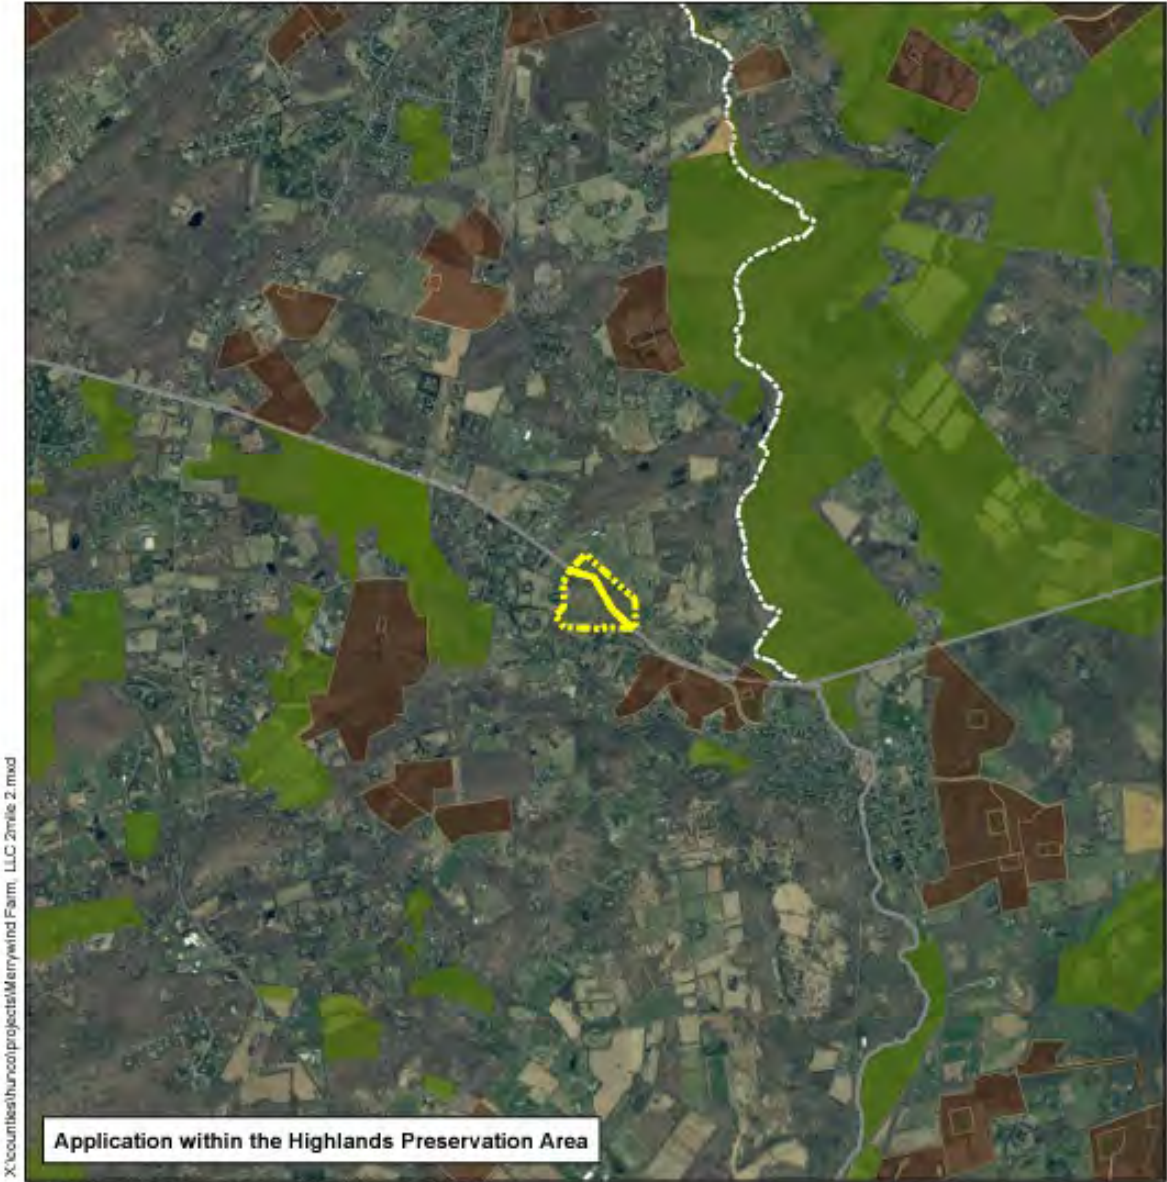 X:\counties\hunco\projects\Merrywind Farm, LLC 2mile 2.mxd
Application within the Highlands Preservation Area